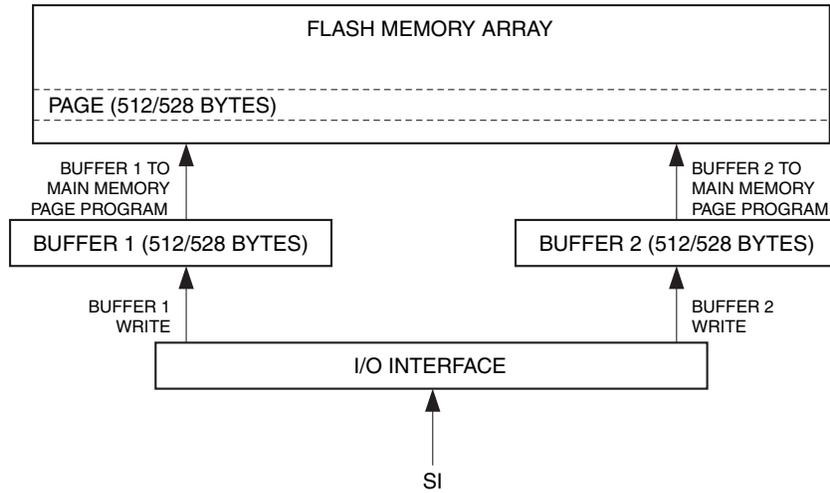 FLASH MEMORY ARRAY
PAGE (512/528 BYTES)
BUFFER 1 TO
MAIN MEMORY
PAGE PROGRAM
BUFFER 2 TO
MAIN MEMORY
PAGE PROGRAM
BUFFER 1 (512/528 BYTES)
BUFFER 2 (512/528 BYTES)
BUFFER 1
WRITE
BUFFER 2
WRITE
I/O INTERFACE
SI